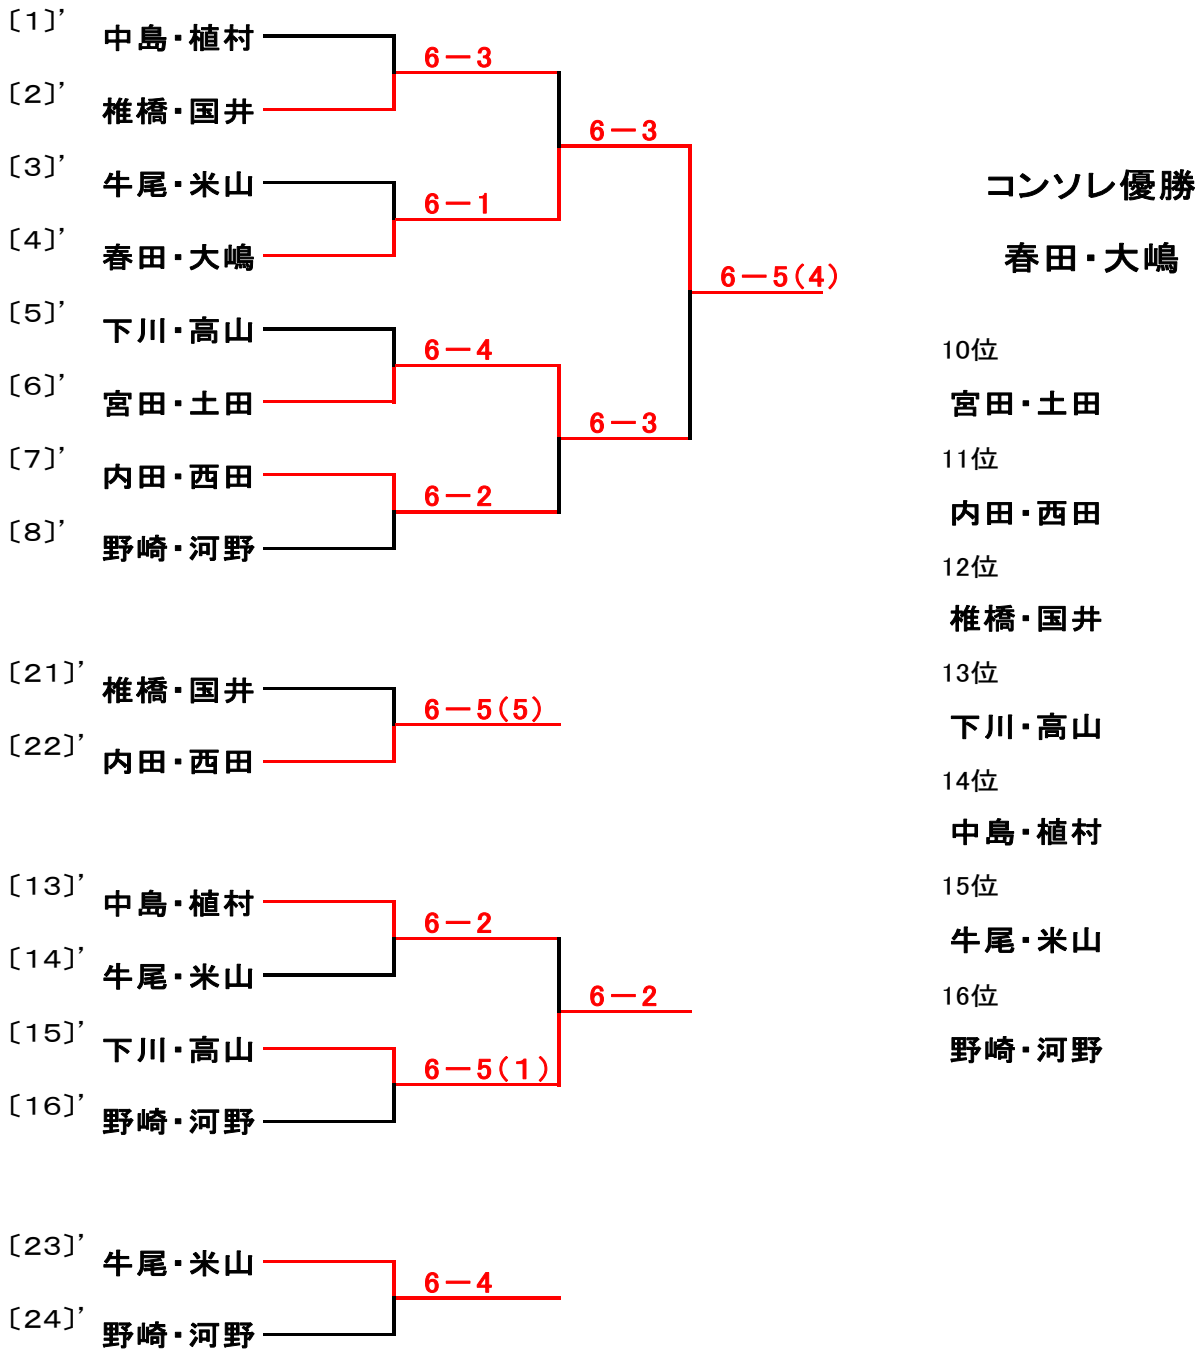 〔1〕’ 中島・植村
6－3
〔2〕’ 椎橋・国井
6－3
〔3〕’ 牛尾・米山
6－1
〔4〕’ 春田・大嶋
6－5(4)
〔5〕’ 下川・高山
6－4
〔6〕’ 宮田・土田
6－3
〔7〕’ 内田・西田
6－2
〔8〕’ 野崎・河野
〔21〕’ 椎橋・国井
6－5(5)
〔22〕’ 内田・西田
〔13〕’ 中島・植村
6－2
〔14〕’ 牛尾・米山
6－2
〔15〕’ 下川・高山
6－5(1)
〔16〕’ 野崎・河野
〔23〕’ 牛尾・米山
6－4
〔24〕’ 野崎・河野
コンソレ優勝
春田・大嶋
10位
宮田・土田
11位
内田・西田
12位
椎橋・国井
13位
下川・高山
14位
中島・植村
15位
牛尾・米山
16位
野崎・河野